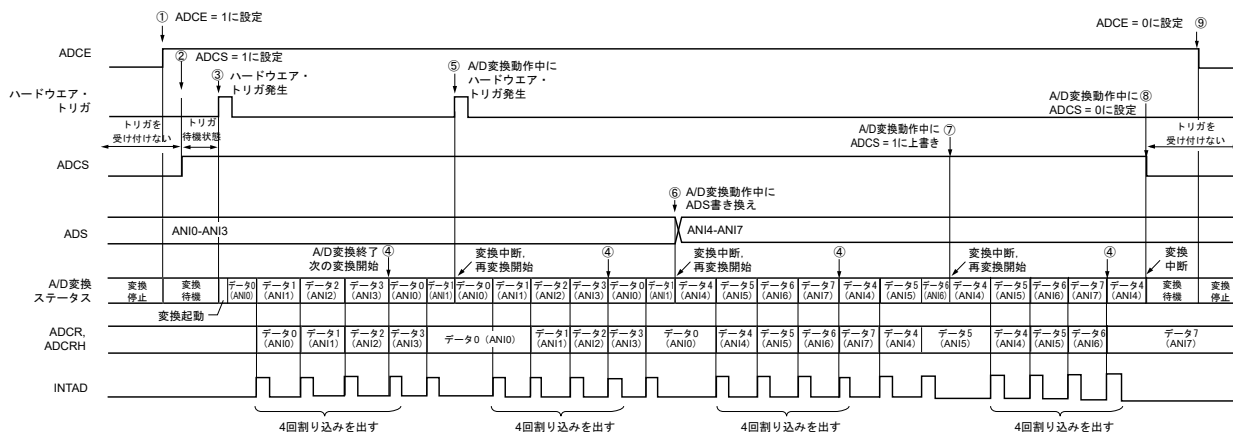 ① ADCE = 1に設定
ADCE = 0に設定 ⑨
ADCE
② ADCS = 1に設定
③ ハードウエア・
トリガ発生
⑤ A/D変換動作中に
ハードウエア・
トリガ発生
ハードウエア・
トリガ
A/D変換動作中に ⑧
ADCS = 0に設定
トリガを
受け付けない
トリガ
待機状態
A/D変換動作中に ⑦
ADCS = 1に上書き
トリガを
受け付けない
ADCS
⑥ A/D変換動作中に
ADS書き換え
ADS
ANI0-ANI3
ANI4-ANI7
A/D変換終了 ④
次の変換開始
変換中断,
再変換開始
④
変換中断,
再変換開始
④
変換中断,
再変換開始
④
変換
中断
A/D変換
ステータス
変換
停止
変換
待機
データ0
(ANI0)
データ1
(ANI1)
データ2
(ANI2)
データ3
(ANI3)
データ0
(ANI0)
データ1
(ANI1)
データ0
(ANI0)
データ1
(ANI1)
データ2
(ANI2)
データ3
(ANI3)
データ0
(ANI0)
データ1
(ANI1)
データ4
(ANI4)
データ5
(ANI5)
データ6
(ANI6)
データ7
(ANI7)
データ4
(ANI4)
データ5
(ANI5)
データ6
(ANI6)
データ4
(ANI4)
データ5
(ANI5)
データ6
(ANI6)
データ7
(ANI7)
データ4
(ANI4)
変換
待機
変換
停止
変換起動
ADCR,
ADCRH
データ0
(ANI0)
データ1
(ANI1)
データ2
(ANI2)
データ3
(ANI3)
データ0 (ANI0)
データ1
(ANI1)
データ2
(ANI2)
データ3
(ANI3)
データ0
(ANI0)
データ4
(ANI4)
データ5
(ANI5)
データ6
(ANI6)
データ7
(ANI7)
データ4
(ANI4)
データ5
(ANI5)
データ4
(ANI4)
データ5
(ANI5)
データ6
(ANI6)
データ7
(ANI7)
INTAD
4回割り込みを出す
4回割り込みを出す
4回割り込みを出す
4回割り込みを出す